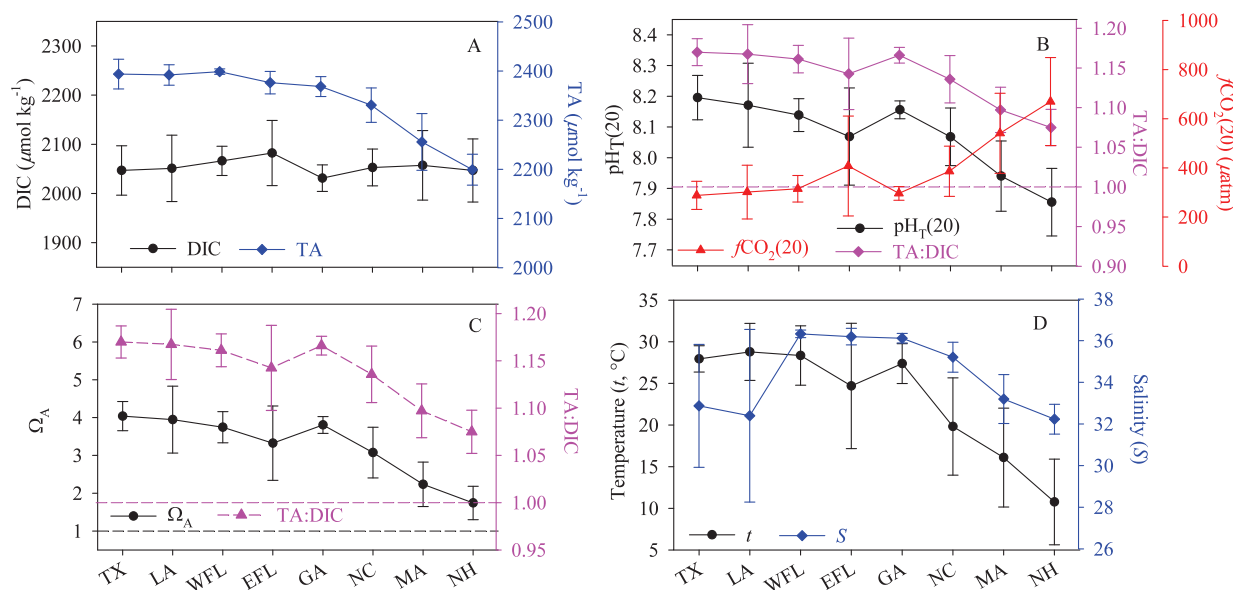 A
DIC (μmol kg⁻¹)
2300
2200
2100
2000
1900
2500
2400
2300
2200
2100
2000
TA (μmol kg⁻¹)
DIC
TA
B
pH_T(20)
8.4
8.3
8.2
8.1
8.0
7.9
7.8
7.7
1.20
1.15
1.10
1.05
1.00
0.95
0.90
TA:DIC
1000
800
600
400
200
0
fCO₂(20) (μatm)
pH_T(20)
fCO₂(20)
TA:DIC
C
Ω_A
7
6
5
4
3
2
1
1.20
1.15
1.10
1.05
1.00
0.95
TA:DIC
Ω_A
TA:DIC
TX
LA
WFL
EFL
GA
NC
MA
NH
D
Temperature (t, °C)
35
30
25
20
15
10
5
38
36
34
32
30
28
26
Salinity (S)
t
S
TX
LA
WFL
EFL
GA
NC
MA
NH